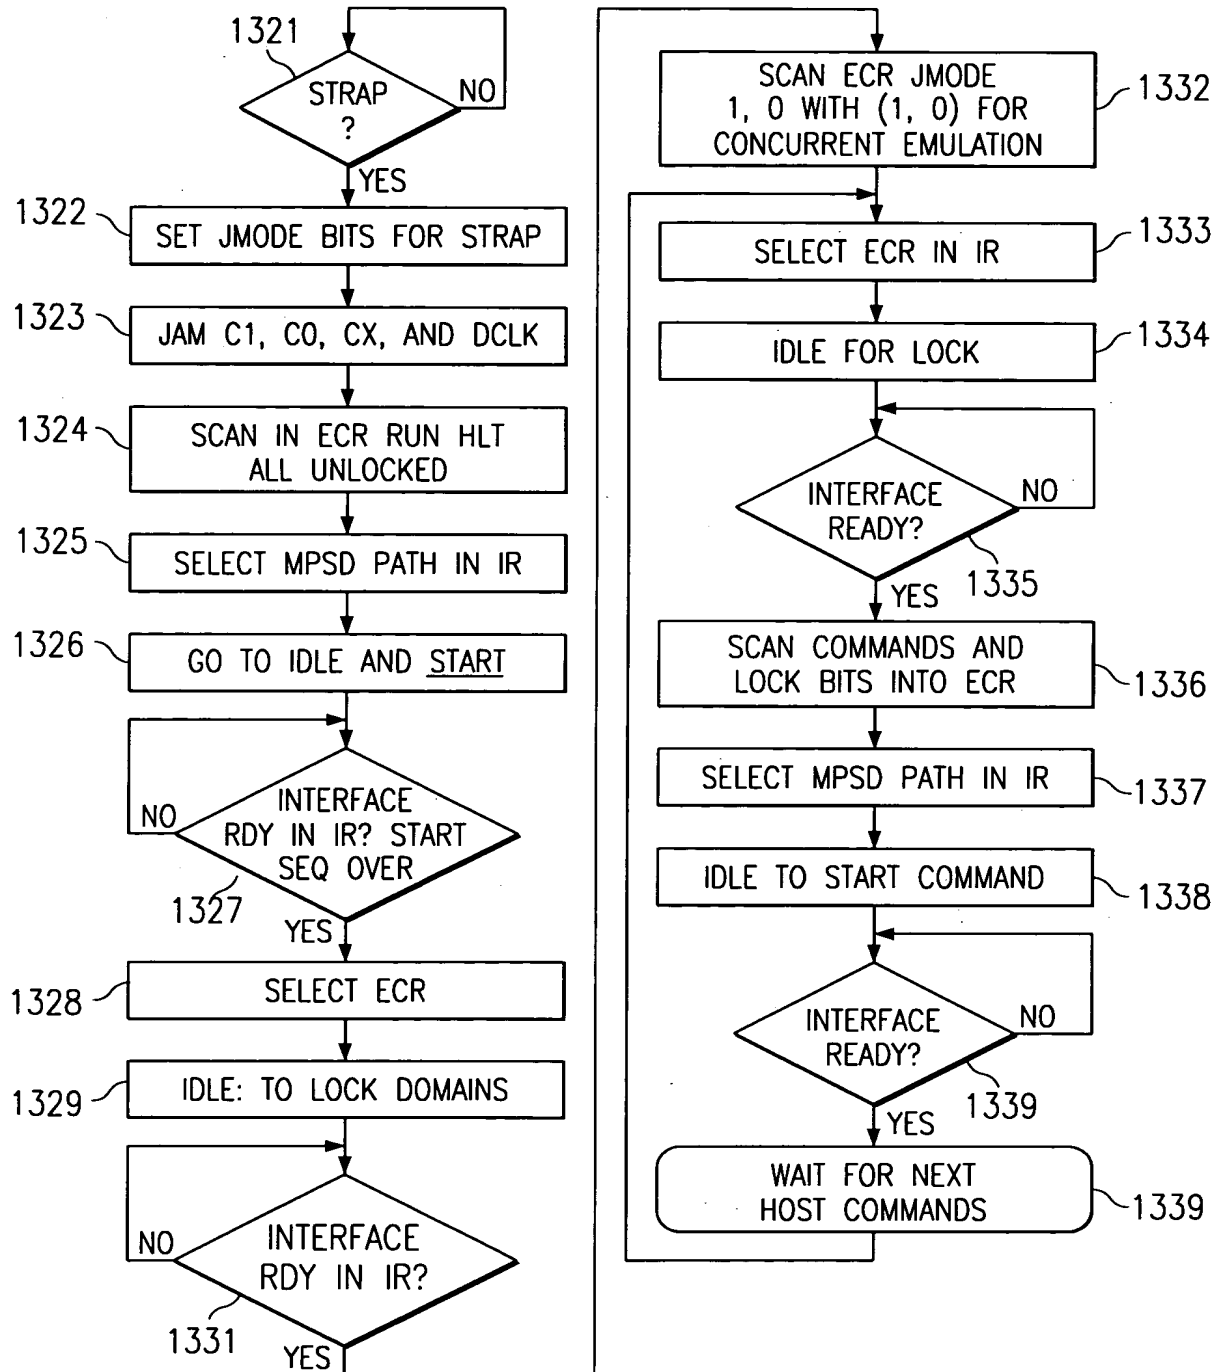 1321
STRAP
?
NO
YES
1322
SET JMODE BITS FOR STRAP
1323
JAM C1, C0, CX, AND DCLK
1324
SCAN IN ECR RUN HLT
ALL UNLOCKED
1325
SELECT MPSD PATH IN IR
1326
GO TO IDLE AND START
INTERFACE
RDY IN IR? START
SEQ OVER
NO
1327
YES
1328
SELECT ECR
1329
IDLE: TO LOCK DOMAINS
INTERFACE
RDY IN IR?
NO
1331
YES
SCAN ECR JMODE
1, 0 WITH (1, 0) FOR
CONCURRENT EMULATION
1332
SELECT ECR IN IR
1333
IDLE FOR LOCK
1334
INTERFACE
READY?
NO
1335
YES
SCAN COMMANDS AND
LOCK BITS INTO ECR
1336
SELECT MPSD PATH IN IR
1337
IDLE TO START COMMAND
1338
INTERFACE
READY?
NO
1339
YES
WAIT FOR NEXT
HOST COMMANDS
1339